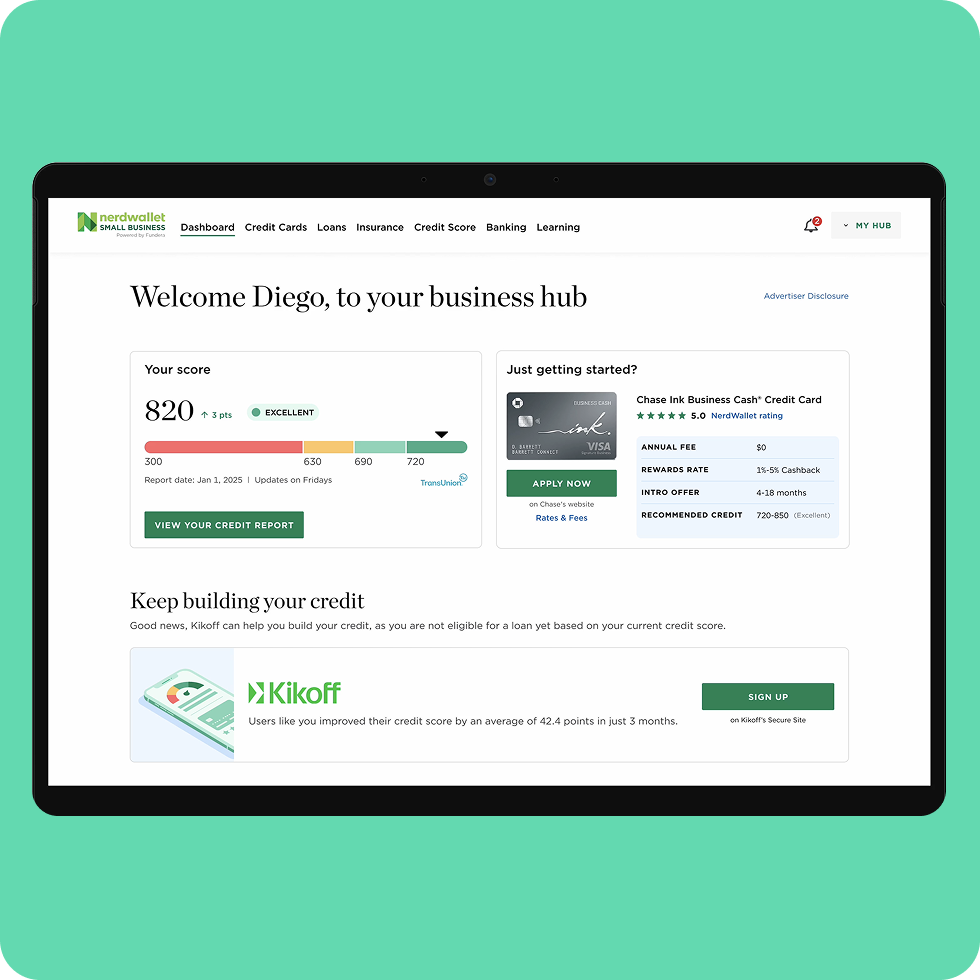 nerdwallet
SMALL BUSINESS
Powered by Fundera
Dashboard Credit Cards Loans Insurance Credit Score Banking Learning
2
MY HUB
Welcome Diego, to your business hub
Advertiser Disclosure
Your score
820 ↑ 3 pts EXCELLENT
300 630 690 720
Report date: Jan 1, 2025 | Updates on Fridays
TransUnion
VIEW YOUR CREDIT REPORT
Just getting started?
BUSINESS CASH
ink.
D. BARRETT
BARRETT CONNECT
VISA
APPLY NOW
on Chase's website
Rates & Fees
Chase Ink Business Cash® Credit Card
5.0 NerdWallet rating
ANNUAL FEE $0
REWARDS RATE 1%-5% Cashback
INTRO OFFER 4-18 months
RECOMMENDED CREDIT 720-850 (Excellent)
Keep building your credit
Good news, Kikoff can help you build your credit, as you are not eligible for a loan yet based on your current credit score.
Kikoff
Users like you improved their credit score by an average of 42.4 points in just 3 months.
SIGN UP
on Kikoff's Secure Site